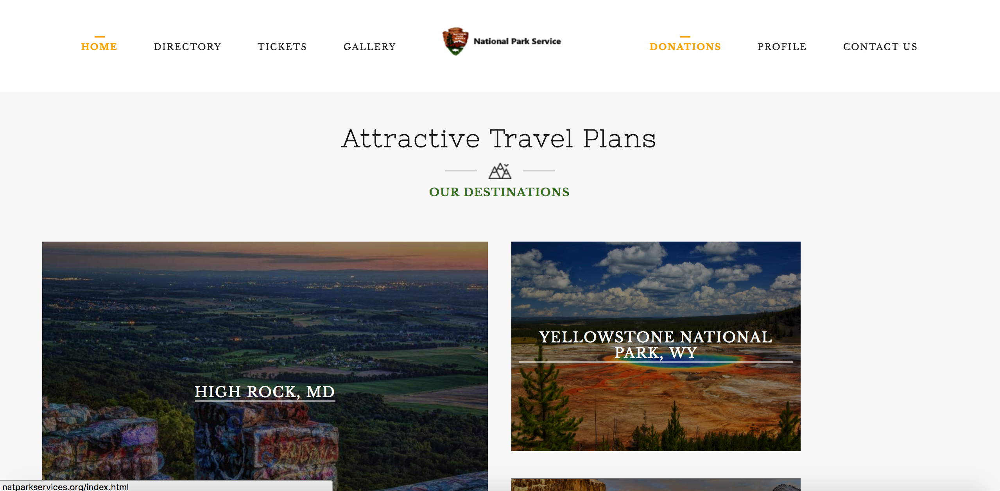 HOME DIRECTORY TICKETS GALLERY National Park Service DONATIONS PROFILE CONTACT US
Attractive Travel Plans
OUR DESTINATIONS
YELLOWSTONE NATIONAL
PARK, WY
HIGH ROCK, MD
natparkservices.org/index.html